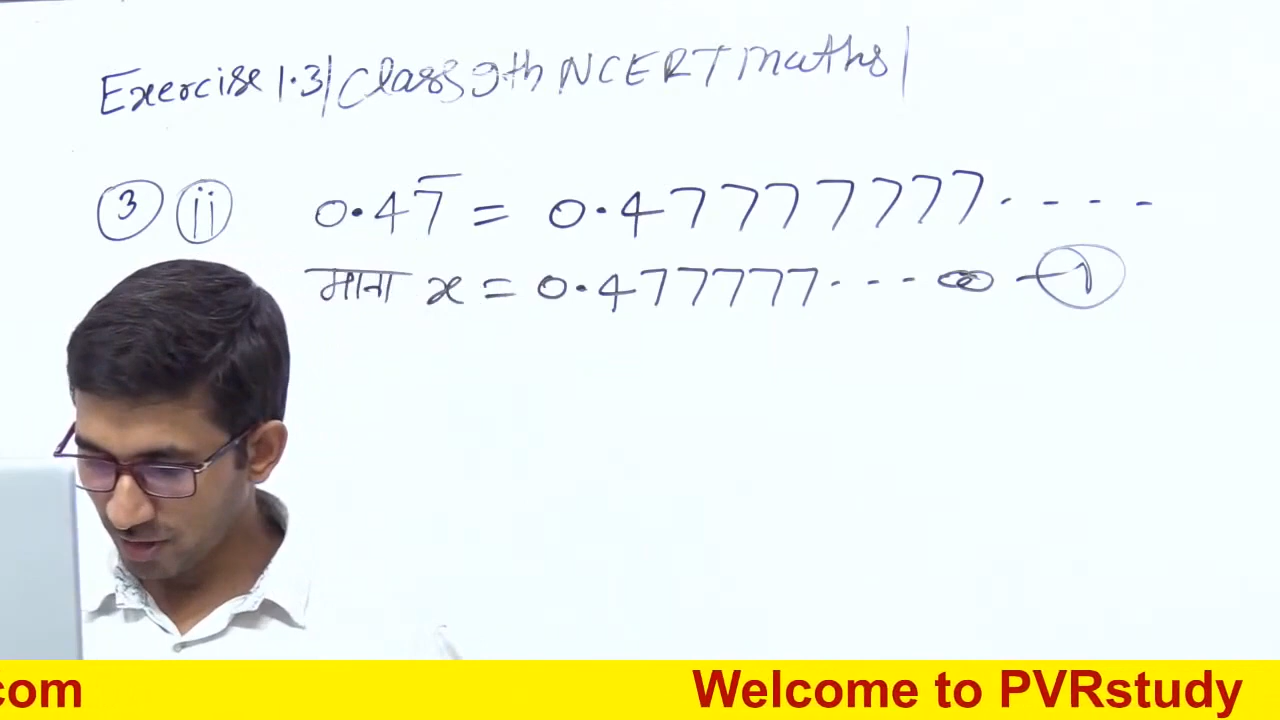 Exercise 1.3| Class 9th NCERT Maths|
3 ii 0.47̅ = 0.47777777....
माना x = 0.477777...∞ -1
com Welcome to PVRstudy